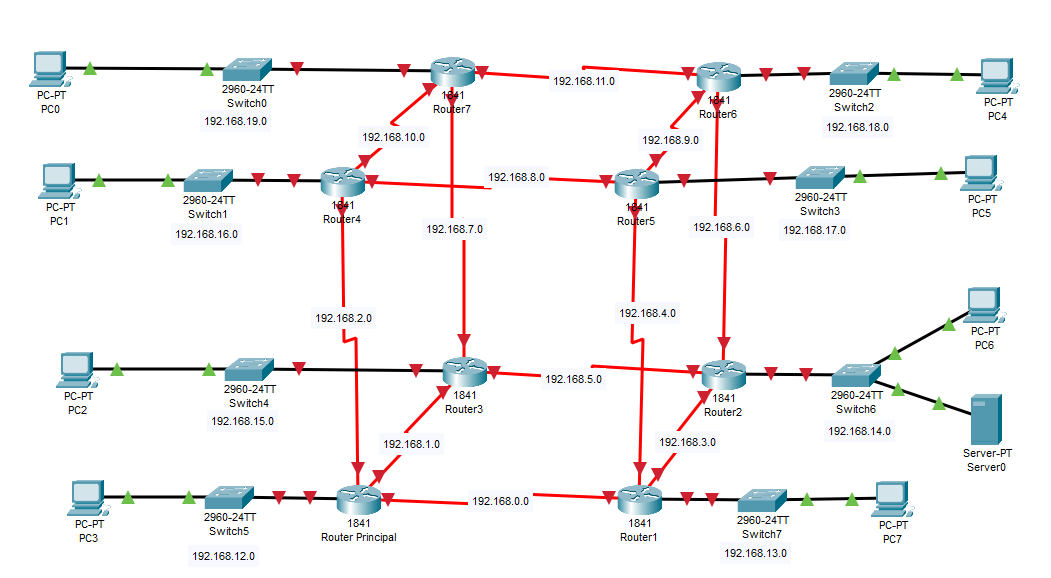 PC-PT
PC0
2960-24TT
Switch0
192.168.19.0
1841
Router7
192.168.11.0
1841
Router6
2960-24TT
Switch2
192.168.18.0
PC-PT
PC4
192.168.10.0
192.168.9.0
PC-PT
PC1
2960-24TT
Switch1
192.168.16.0
1841
Router4
192.168.8.0
1841
Router5
2960-24TT
Switch3
192.168.17.0
PC-PT
PC5
192.168.7.0
192.168.6.0
192.168.2.0
192.168.4.0
PC-PT
PC6
PC-PT
PC2
2960-24TT
Switch4
192.168.15.0
1841
Router3
192.168.5.0
1841
Router2
2960-24TT
Switch6
192.168.14.0
Server-PT
Server0
192.168.1.0
192.168.3.0
PC-PT
PC3
2960-24TT
Switch5
192.168.12.0
1841
Router Principal
192.168.0.0
1841
Router1
2960-24TT
Switch7
192.168.13.0
PC-PT
PC7